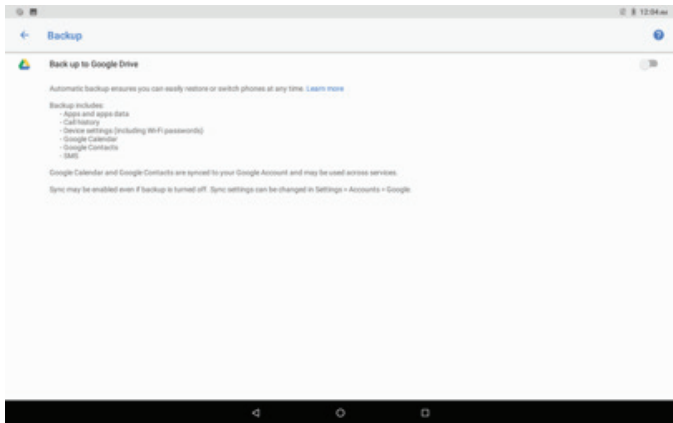 12:04 AM
Backup
Back up to Google Drive
Automatic backup ensures you can easily restore or switch phones at any time. Learn more
Backup includes:
- Apps and apps data
- Call history
- Device settings (including Wi-Fi passwords)
- Google Calendar
- Google Contacts
- SMS
Google Calendar and Google Contacts are synced to your Google Account and may be used across services.
Sync may be enabled even if backup is turned off. Sync settings can be changed in Settings > Accounts > Google.